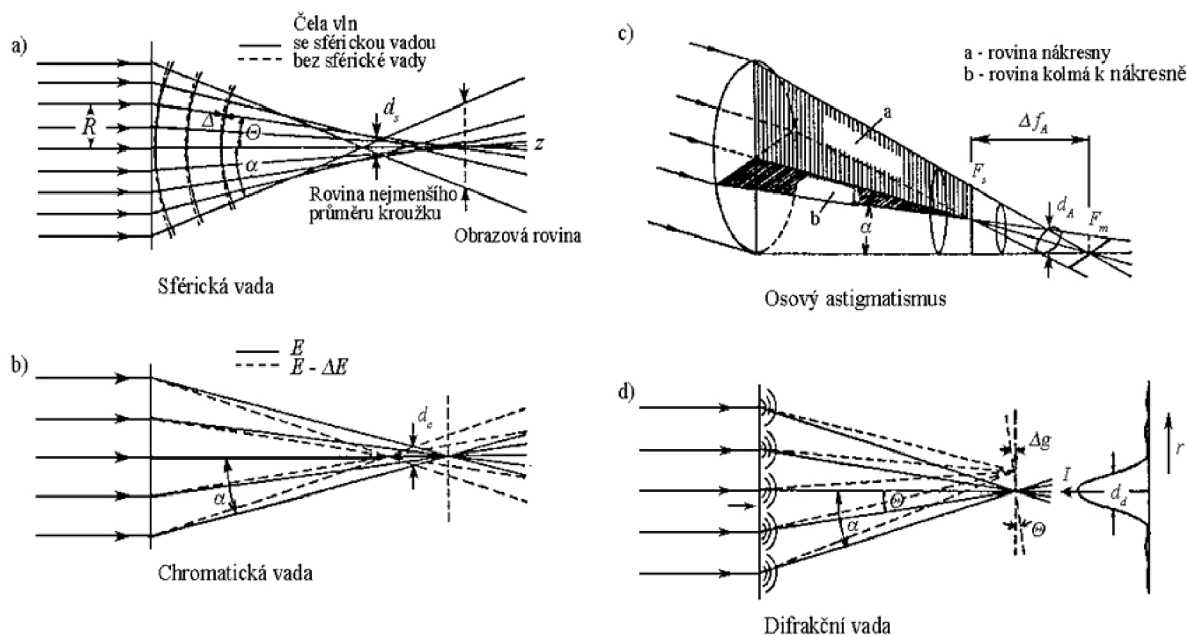 a)
Čela vln
se sférickou vadou
bez sférické vady
R
Δ
Θ
α
d_s
z
Rovina nejmenšího
průměru kroužku
Obrazová rovina
Sférická vada
b)
E
E - ΔE
d_c
α
Chromatická vada
c)
a - rovina nákresny
b - rovina kolmá k nákresně
a
Δf_A
F_s
b
α
d_A
F_m
Osový astigmatismus
d)
Δg
r
I
d_d
Θ
α
Θ
Difrakční vada